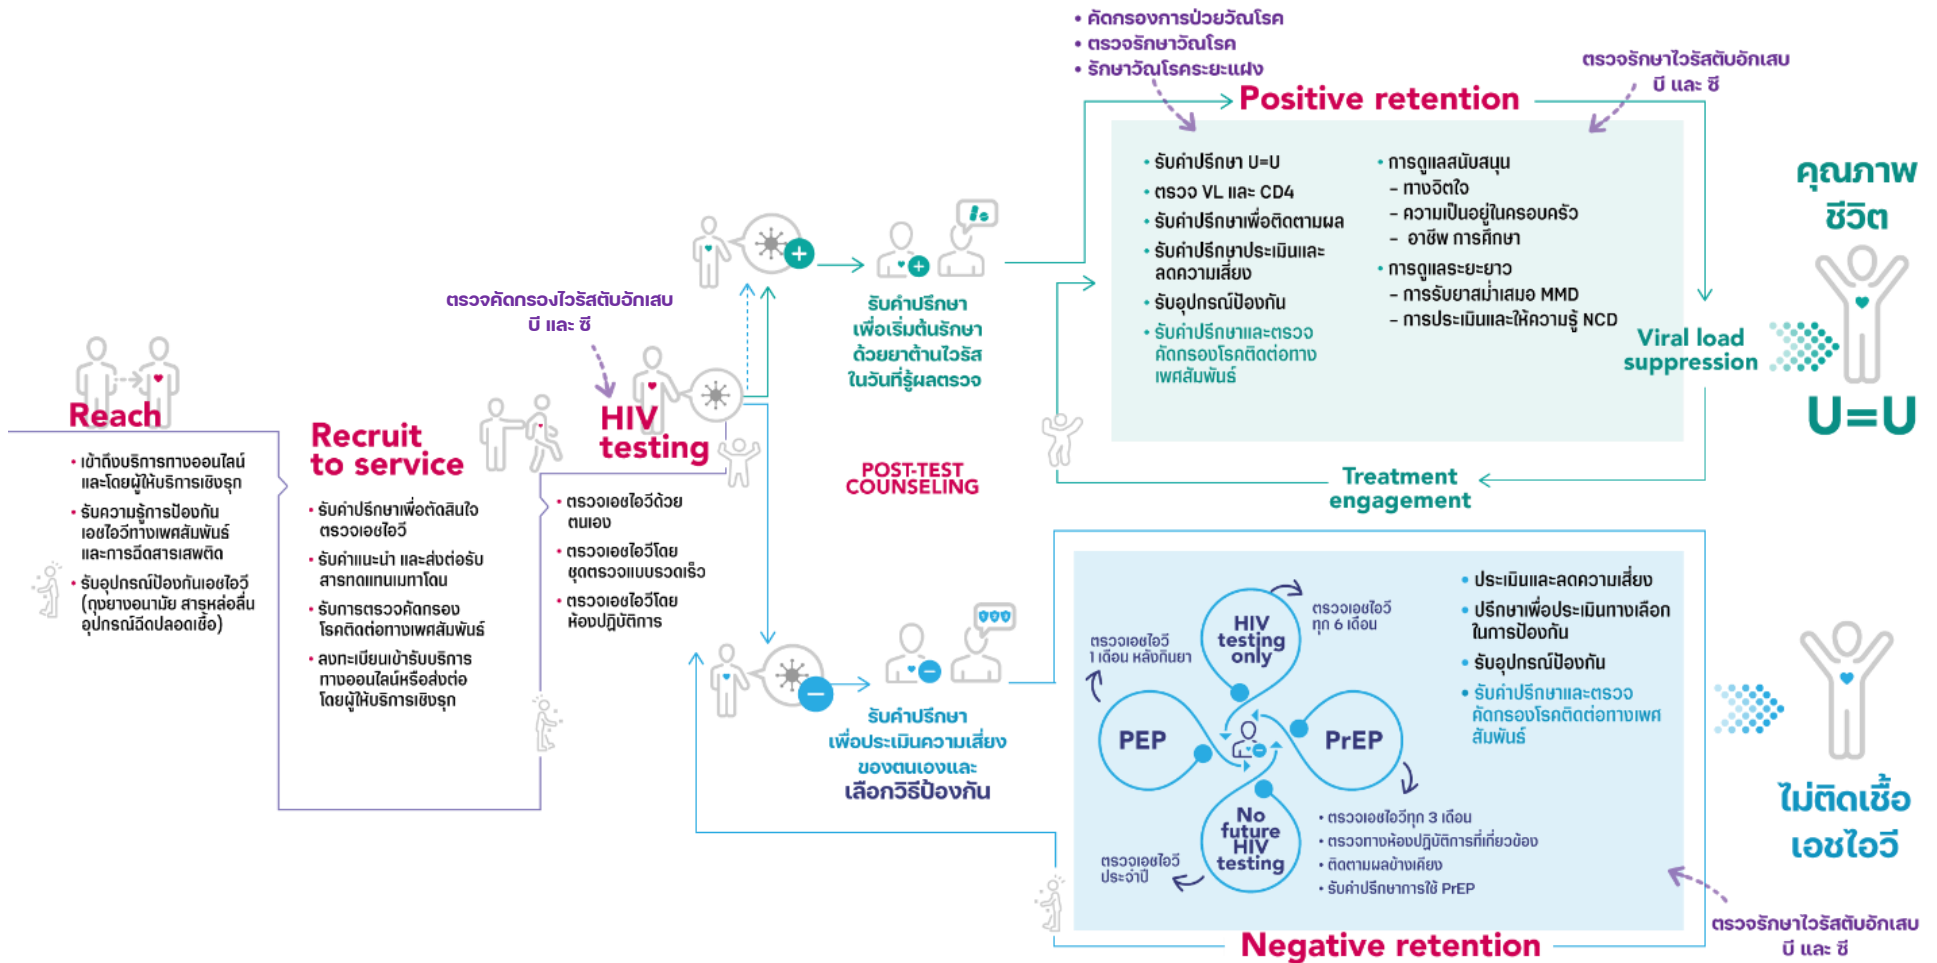 • คัดกรองการป่วยวัณโรค
• ตรวจรักษาวัณโรค
• รักษาวัณโรคระยะแฝง
ตรวจรักษาไวรัสตับอักเสบ
บี และ ซี
Positive retention
• รับคำปรึกษา U=U
• ตรวจ VL และ CD4
• รับคำปรึกษาเพื่อติดตามผล
• รับคำปรึกษาประเมินและ
ลดความเสี่ยง
• รับอุปกรณ์ป้องกัน
• รับคำปรึกษาและตรวจ
คัดกรองโรคติดต่อทาง
เพศสัมพันธ์
• การดูแลสนับสนุน
– ทางจิตใจ
– ความเป็นอยู่ในครอบครัว
– อาชีพ การศึกษา
• การดูแลระยะยาว
– การรับยาสม่ำเสมอ MMD
– การประเมินและให้ความรู้ NCD
คุณภาพ
ชีวิต
Viral load
suppression
U=U
Treatment
engagement
ตรวจคัดกรองไวรัสตับอักเสบ
บี และ ซี
รับคำปรึกษา
เพื่อเริ่มต้นรักษา
ด้วยยาต้านไวรัส
ในวันที่รู้ผลตรวจ
Reach
• เข้าถึงบริการทางออนไลน์
และโดยผู้ให้บริการเชิงรุก
• รับความรู้การป้องกัน
เอชไอวีทางเพศสัมพันธ์
และการฉีดสารเสพติด
• รับอุปกรณ์ป้องกันเอชไอวี
(ถุงยางอนามัย สารหล่อลื่น
อุปกรณ์ฉีดปลอดเชื้อ)
Recruit
to service
• รับคำปรึกษาเพื่อตัดสินใจ
ตรวจเอชไอวี
• รับคำแนะนำ และส่งต่อรับ
สารทดแทนเมทาโดน
• รับการตรวจคัดกรอง
โรคติดต่อทางเพศสัมพันธ์
• ลงทะเบียนเข้ารับบริการ
ทางออนไลน์หรือส่งต่อ
โดยผู้ให้บริการเชิงรุก
HIV
testing
• ตรวจเอชไอวีด้วย
ตนเอง
• ตรวจเอชไอวีโดย
ชุดตรวจแบบรวดเร็ว
• ตรวจเอชไอวีโดย
ห้องปฏิบัติการ
POST-TEST
COUNSELING
รับคำปรึกษา
เพื่อประเมินความเสี่ยง
ของตนเองและ
เลือกวิธีป้องกัน
HIV
testing
only
ตรวจเอชไอวี
ทุก 6 เดือน
ตรวจเอชไอวี
1 เดือน หลังกินยา
PEP
PrEP
No
future
HIV
testing
ตรวจเอชไอวี
ประจำปี
• ตรวจเอชไอวีทุก 3 เดือน
• ตรวจทางห้องปฏิบัติการที่เกี่ยวข้อง
• ติดตามผลข้างเคียง
• รับคำปรึกษาการใช้ PrEP
• ประเมินและลดความเสี่ยง
• ปรึกษาเพื่อประเมินทางเลือก
ในการป้องกัน
• รับอุปกรณ์ป้องกัน
• รับคำปรึกษาและตรวจ
คัดกรองโรคติดต่อทางเพศ
สัมพันธ์
ไม่ติดเชื้อ
เอชไอวี
ตรวจรักษาไวรัสตับอักเสบ
บี และ ซี
Negative retention